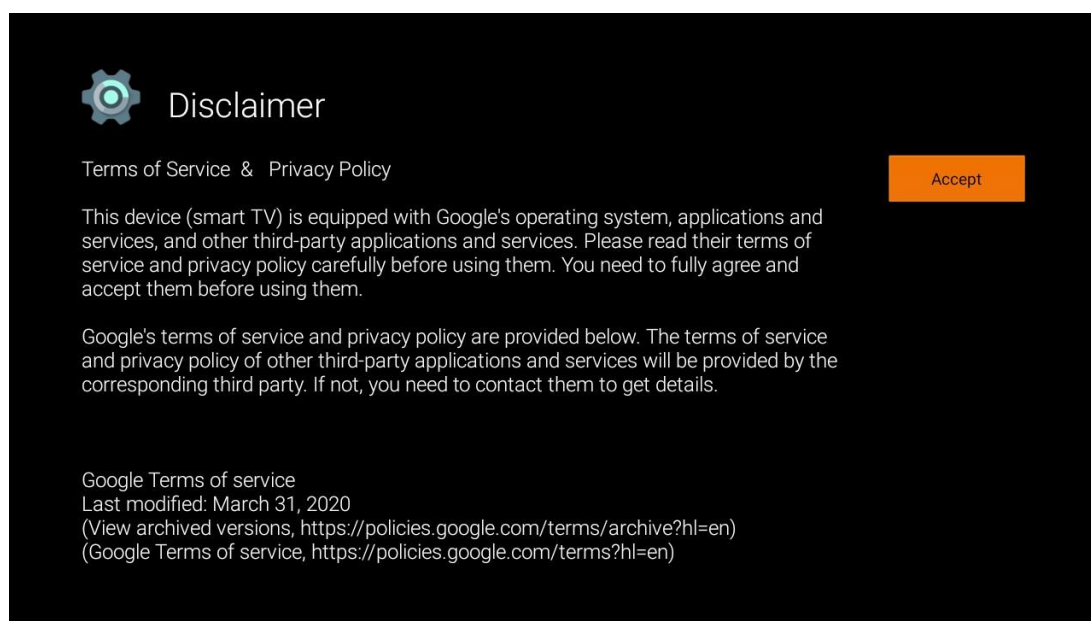 Disclaimer
Terms of Service & Privacy Policy
Accept
This device (smart TV) is equipped with Google's operating system, applications and
services, and other third-party applications and services. Please read their terms of
service and privacy policy carefully before using them. You need to fully agree and
accept them before using them.
Google's terms of service and privacy policy are provided below. The terms of service
and privacy policy of other third-party applications and services will be provided by the
corresponding third party. If not, you need to contact them to get details.
Google Terms of service
Last modified: March 31, 2020
(View archived versions, https://policies.google.com/terms/archive?hl=en)
(Google Terms of service, https://policies.google.com/terms?hl=en)